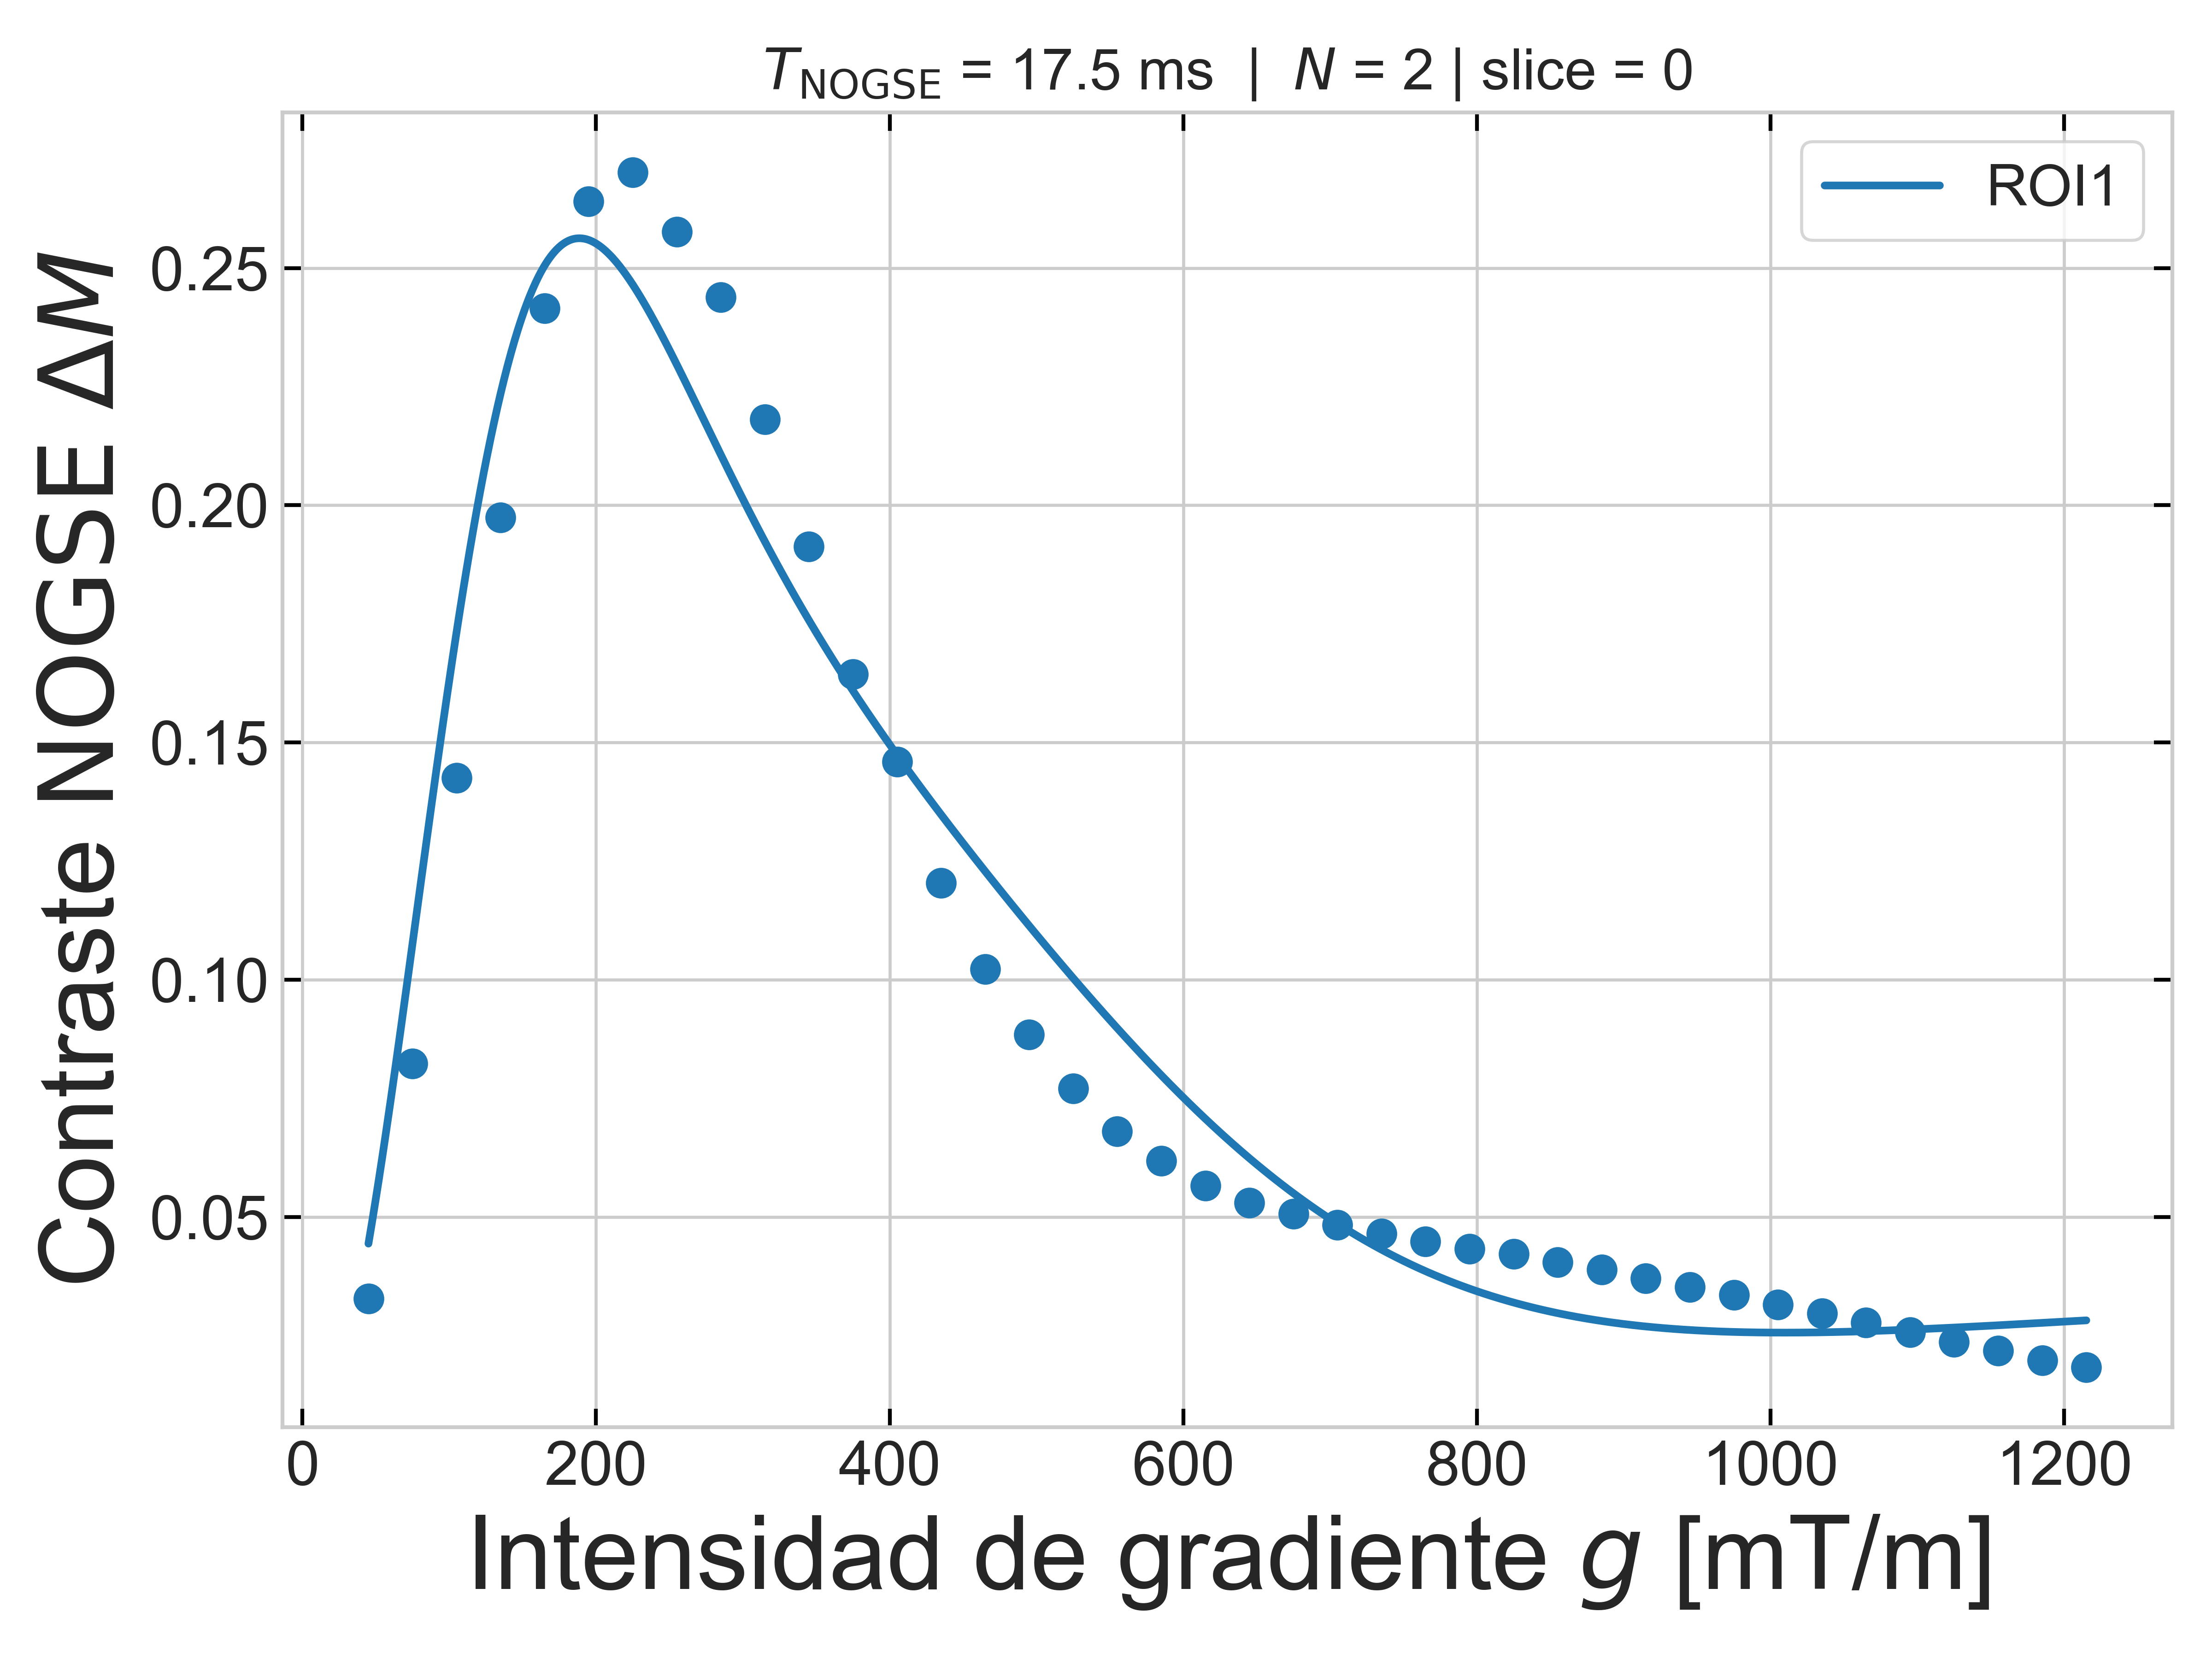 T_NOGSE = 17.5 ms | N = 2 | slice = 0
ROI1
Contraste NOGSE ΔM
0.25
0.20
0.15
0.10
0.05
0 200 400 600 800 1000 1200
Intensidad de gradiente g [mT/m]